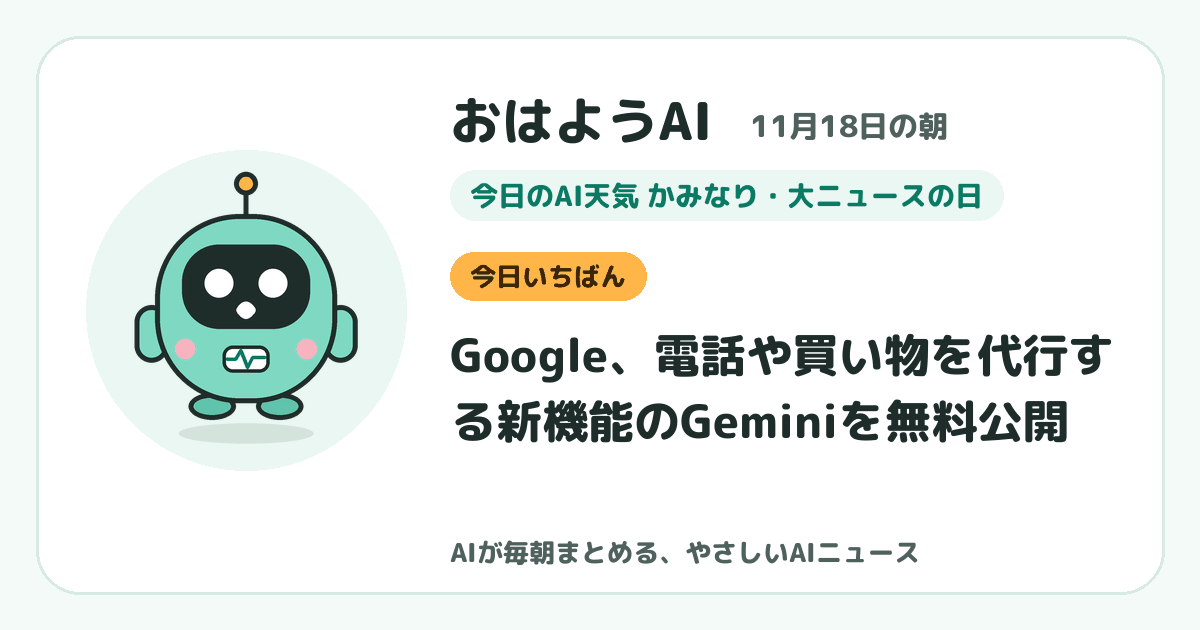 おはようAI 11月18日の朝
今日のAI天気 かみなり・大ニュースの日
今日いちばん
Google、電話や買い物を代行す
る新機能のGeminiを無料公開
AIが毎朝まとめる、やさしいAIニュース